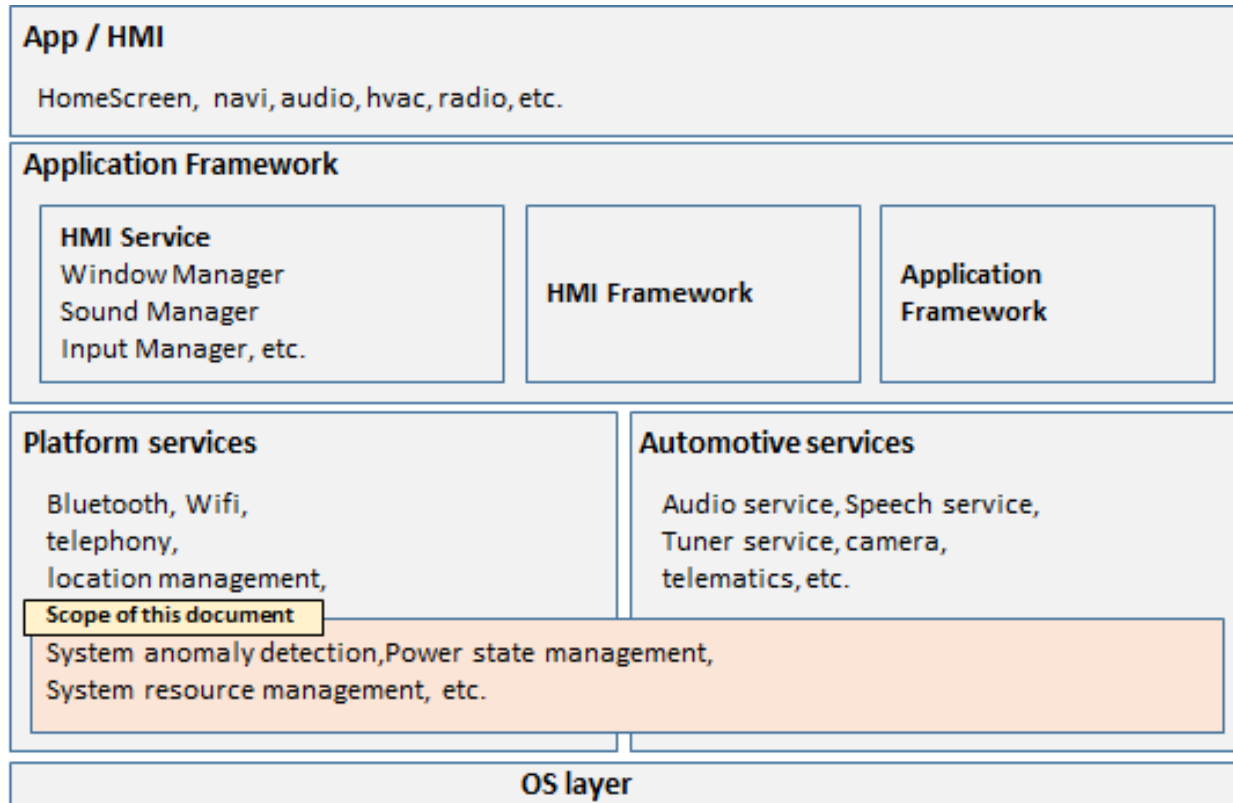 App / HMI
HomeScreen, navi, audio, hvac, radio, etc.
Application Framework
HMI Service
Window Manager
Sound Manager
Input Manager, etc.
HMI Framework
Application
Framework
Platform services
Bluetooth, Wifi,
telephony,
location management,
Automotive services
Audio service, Speech service,
Tuner service, camera,
telematics, etc.
Scope of this document
System anomaly detection,Power state management,
System resource management, etc.
OS layer